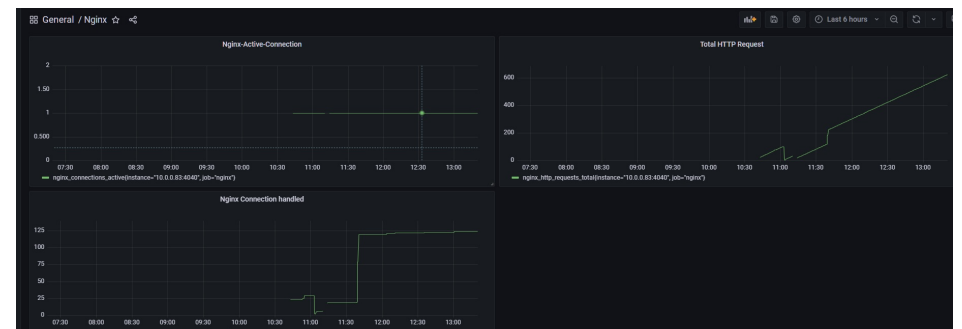 General / Nginx
Last 6 hours
Nginx-Active-Connection
2
1.50
1
0.500
0
07:30 08:00 08:30 09:00 09:30 10:00 10:30 11:00 11:30 12:00 12:30 13:00
nginx_connections_active{instance="10.0.0.83:4040", job="nginx"}
Total HTTP Request
600
400
200
0
07:30 08:00 08:30 09:00 09:30 10:00 10:30 11:00 11:30 12:00 12:30 13:00
nginx_http_requests_total{instance="10.0.0.83:4040", job="nginx"}
Nginx Connection handled
125
100
75
50
25
0
07:30 08:00 08:30 09:00 09:30 10:00 10:30 11:00 11:30 12:00 12:30 13:00